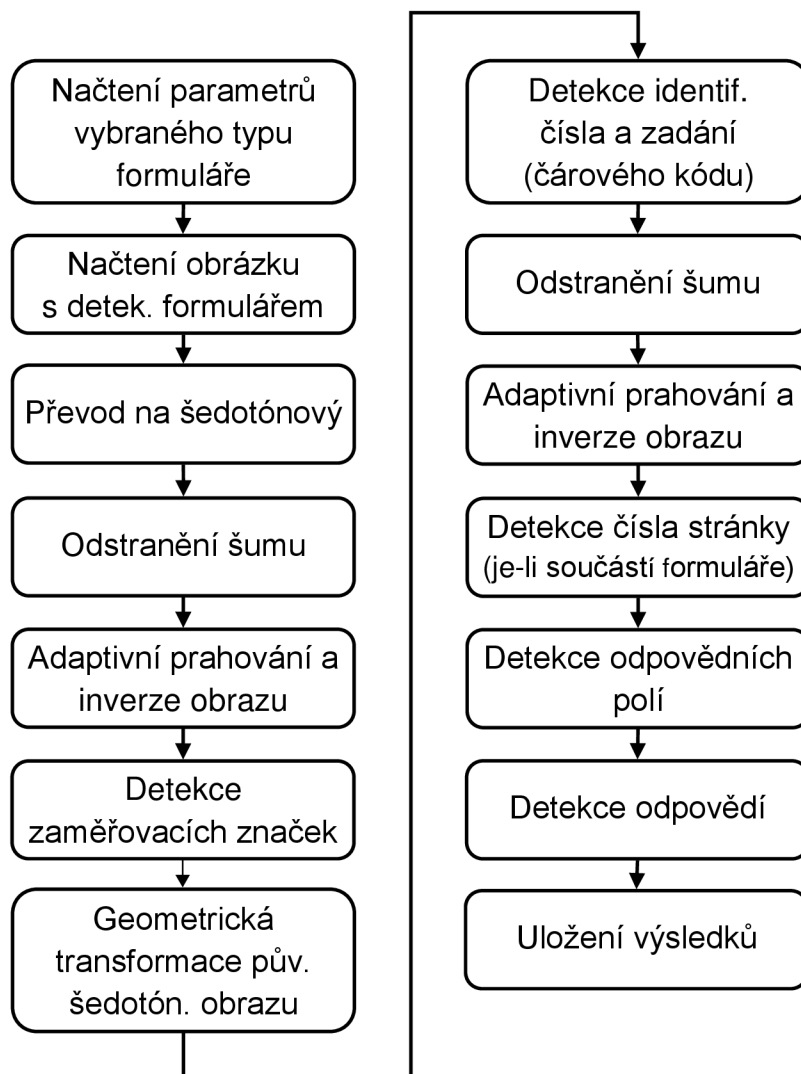 Načtení parametrů
vybraného typu
formuláře
Načtení obrázku
s detek. formulářem
Převod na šedotónový
Odstranění šumu
Adaptivní prahování a
inverze obrazu
Detekce
zaměřovacích značek
Geometrická
transformace pův.
šedotón. obrazu
Detekce identif.
čísla a zadání
(čárového kódu)
Odstranění šumu
Adaptivní prahování a
inverze obrazu
Detekce čísla stránky
(je-li součástí formuláře)
Detekce odpovědních
polí
Detekce odpovědí
Uložení výsledků